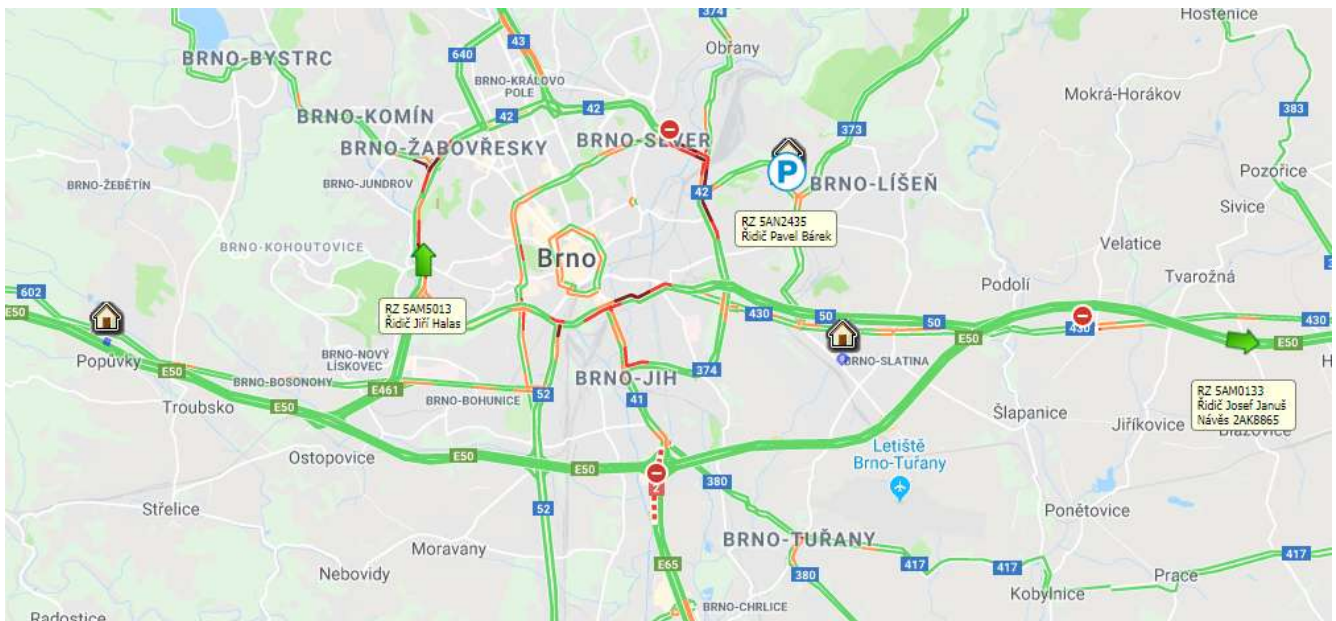 374
Hostěnice
43
Obřany
BRNO-BYSTRC
640
BRNO-KRÁLOVO
POLE
Mokrá-Horákov
383
BRNO-KOMÍN
42
42
BRNO-SEVER
373
BRNO-ŽABOVŘESKY
P
BRNO-ŽEBĚTÍN
BRNO-JUNDROV
BRNO-LÍŠEŇ
Pozořice
42
Sivice
RZ 5AN2435
Řidič Pavel Bárek
BRNO-KOHOUTOVICE
Brno
Velatice
Tvarožná
Podolí
602
E50
RZ 5AM5013
Řidič Jiří Halas
430
50
50
E50
430
430
E50
Popůvky
BRNO-NOVÝ
LÍSKOVEC
BRNO-SLATINA
E50
BRNO-BOSONOHY
E461
BRNO-JIH
374
RZ 5AM0133
Řidič Josef Januš
Návěs 2AK8865
Troubsko
E50
BRNO-BOHUNICE
52
41
Šlapanice
Jiříkovice
Blažovice
Ostopovice
E50
E50
Letiště
Brno-Tuřany
2
380
Střelice
52
Ponětovice
Moravany
BRNO-TUŘANY
E65
417
417
417
Nebovidy
380
Prace
Kobylnice
BRNO-CHRLICE
Radostice